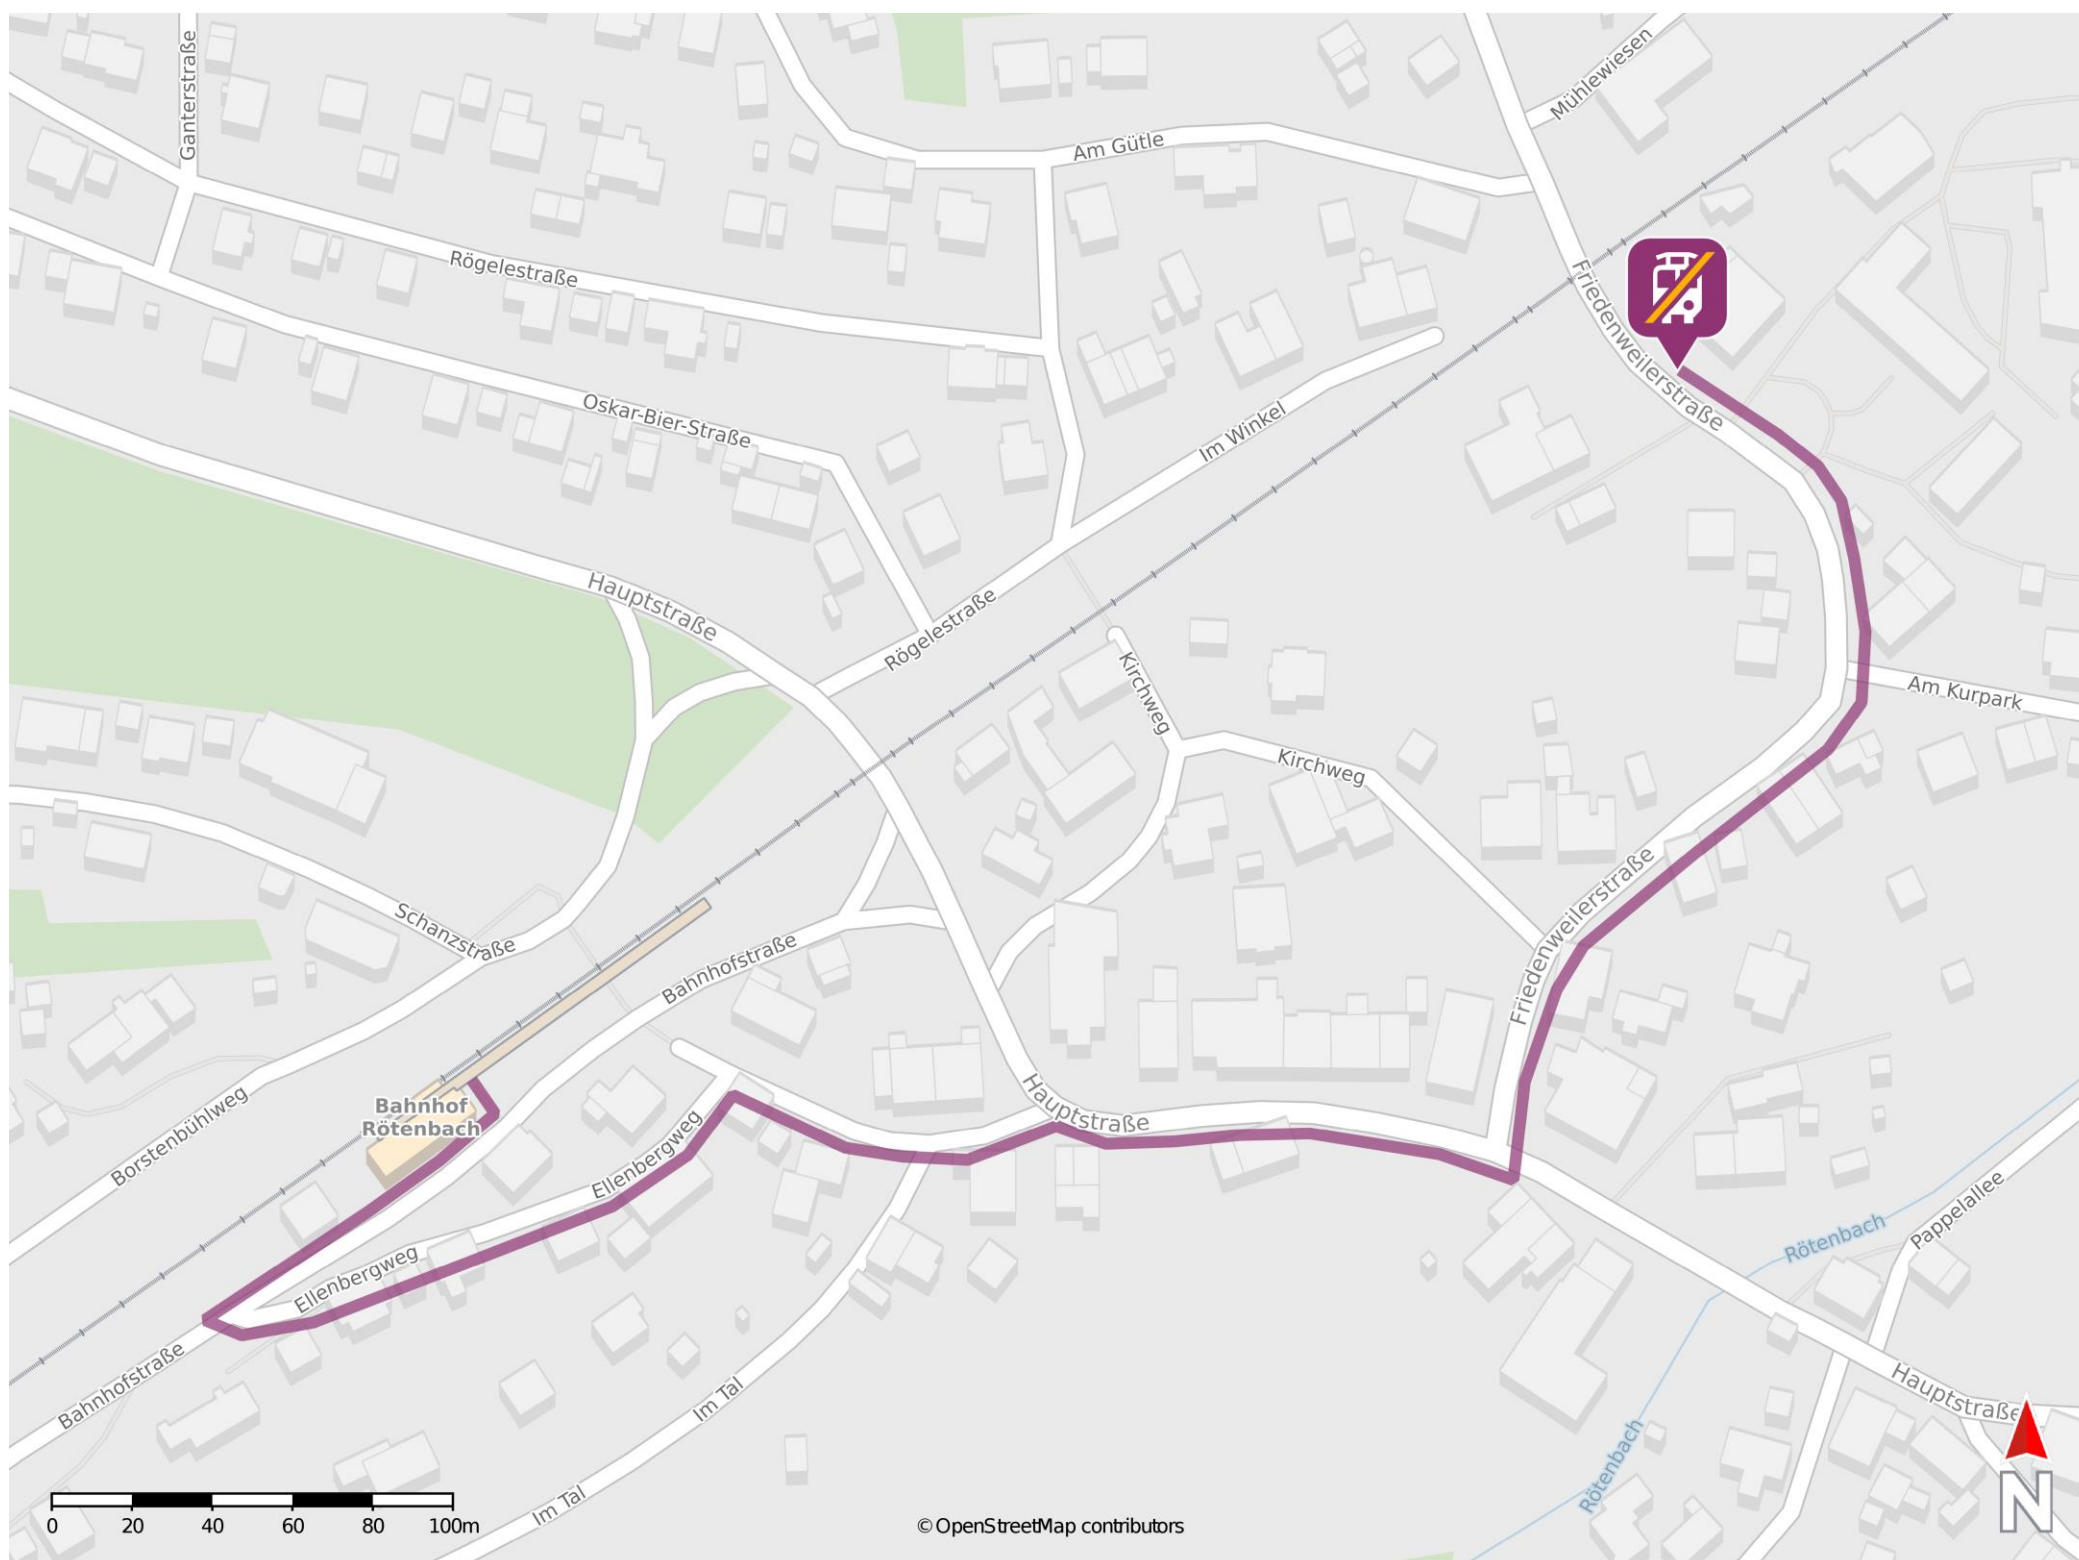 Ganterstraße
Mühlewiesen
Am Gütle
Rögelestraße
Friedenweilerstraße
Oskar-Bier-Straße
Im Winkel
Hauptstraße
Rögelestraße
Kirchweg
Am Kurpark
Kirchweg
Schanzstraße
Bahnhofstraße
Friedenweilerstraße
Borstenbühlweg
Bahnhof
Rötenbach
Hauptstraße
Ellenbergweg
Ellenbergweg
Pappelallee
Rötenbach
Bahnhofstraße
Im Tal
Hauptstraße
Rötenbach
Im Tal
N
0 20 40 60 80 100m
© OpenStreetMap contributors